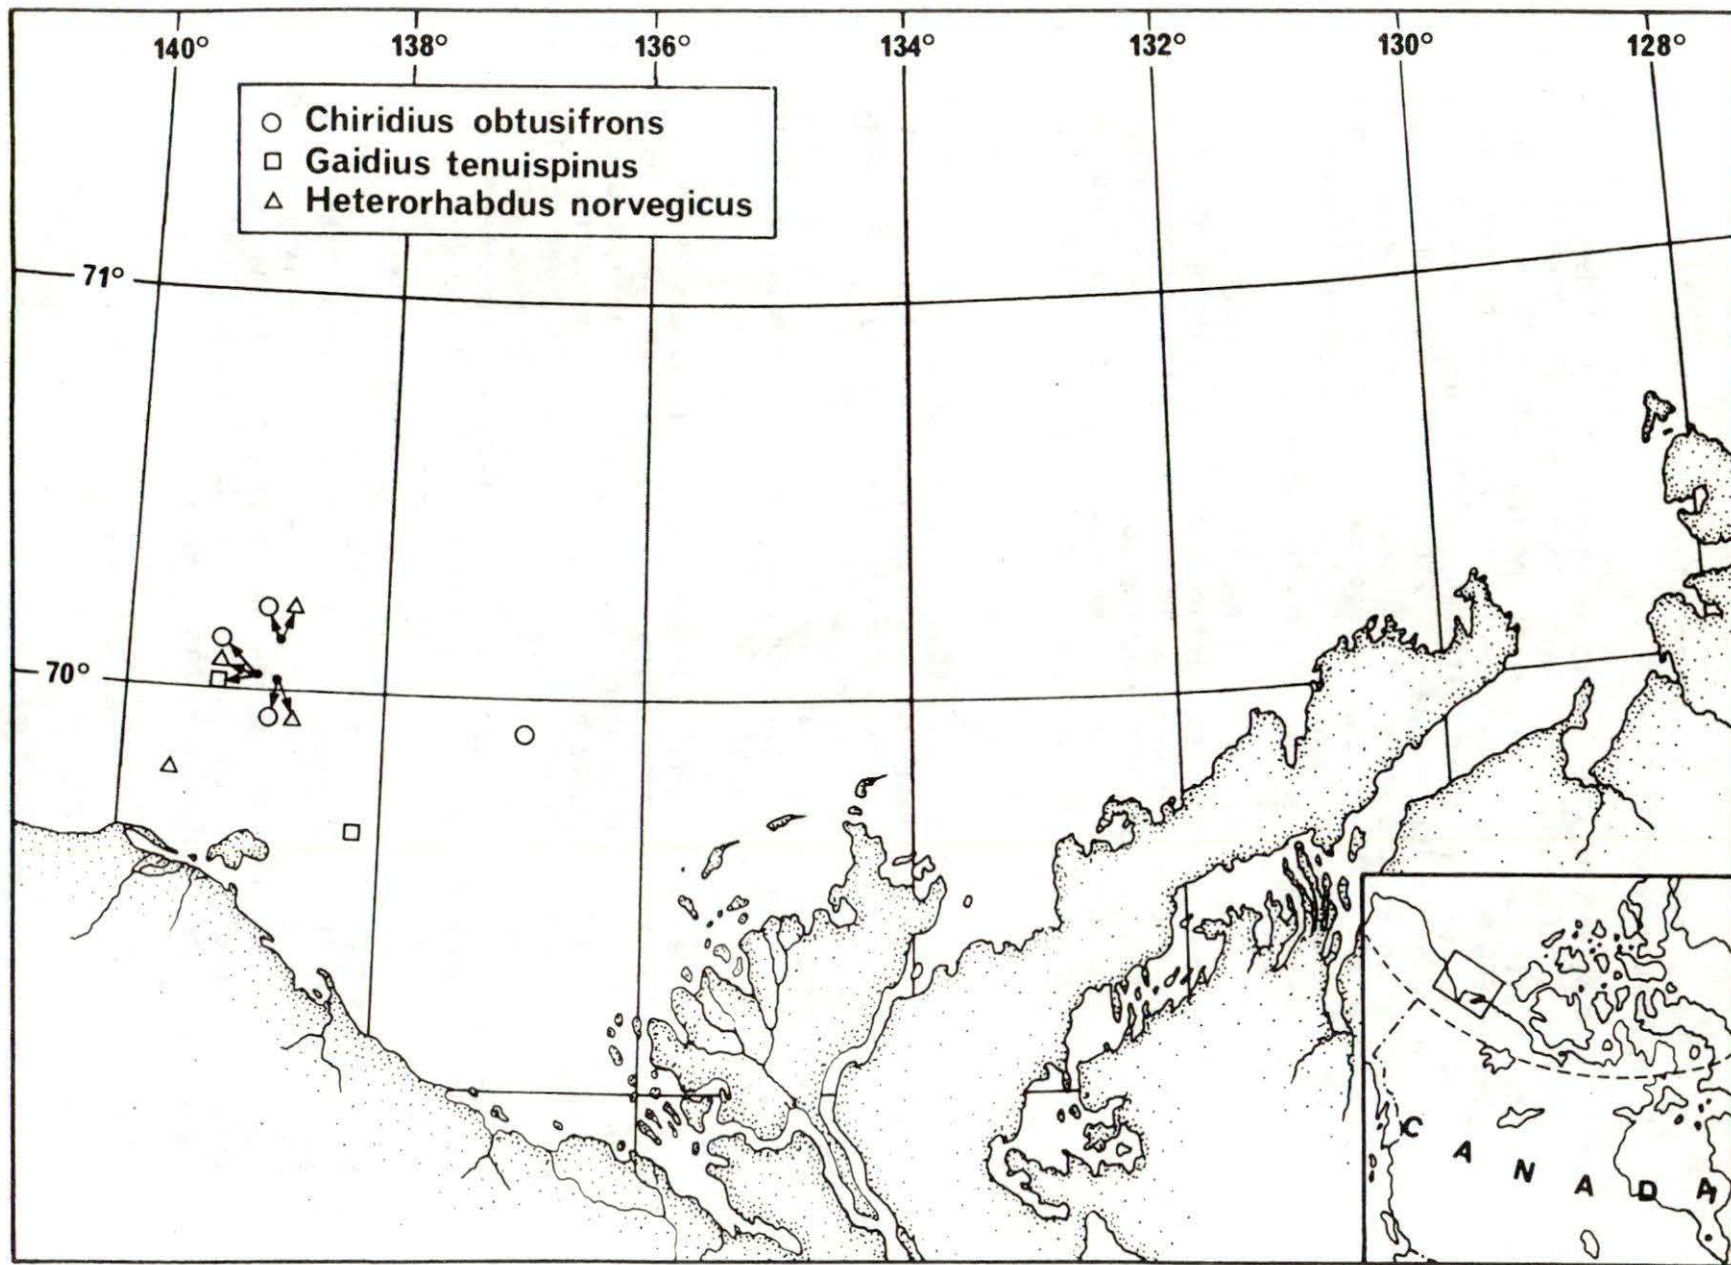 140° 138° 136° 134° 132° 130° 128°
Chiridius obtusifrons
Gaidius tenuispinus
Heterorhabdus norvegicus
71°
70°
CANADA